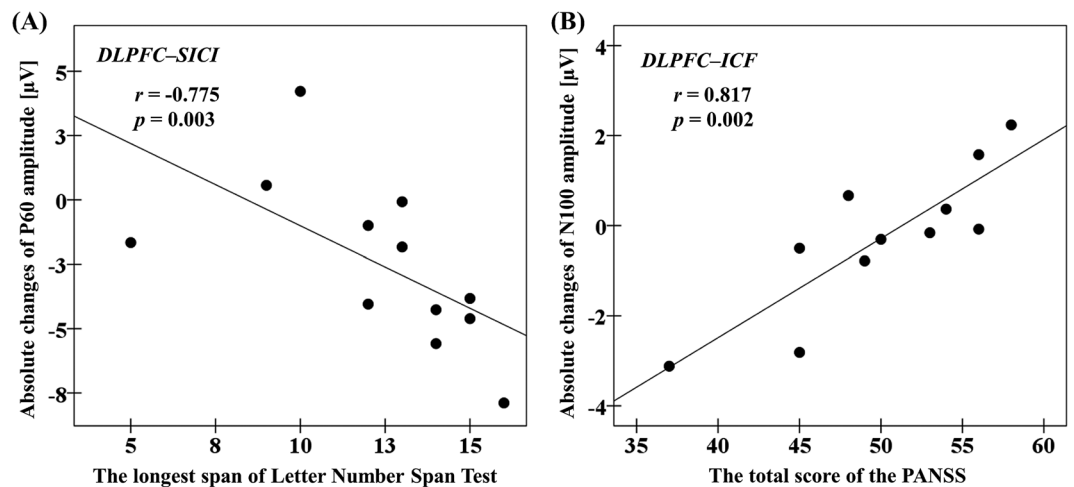 (A)
DLPFC–SICI
r = -0.775
p = 0.003
Absolute changes of P60 amplitude [μV]
5
3
0
-3
-5
-8
5
8
10
13
15
The longest span of Letter Number Span Test
(B)
DLPFC–ICF
r = 0.817
p = 0.002
Absolute changes of N100 amplitude [μV]
4
2
0
-2
-4
35
40
45
50
55
60
The total score of the PANSS